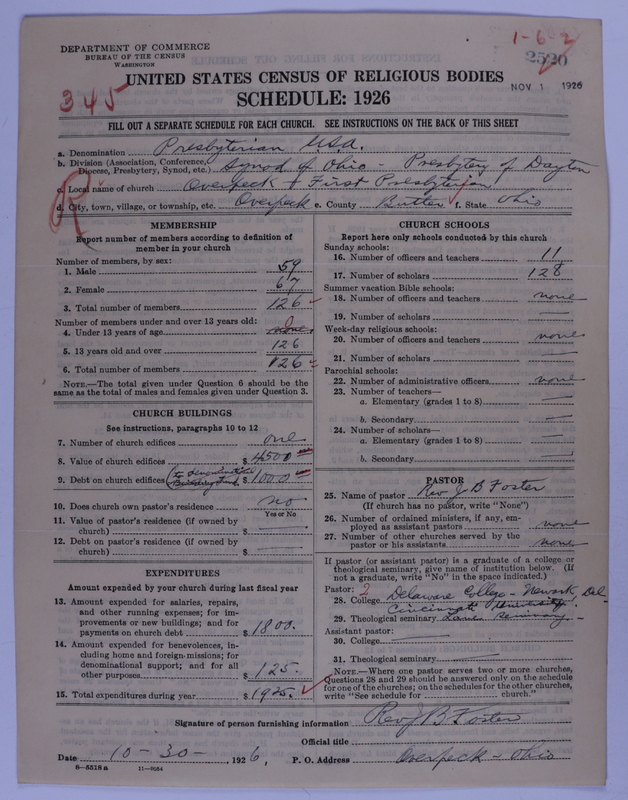 DEPARTMENT OF COMMERCE
BUREAU OF THE CENSUS
WASHINGTON
1-6-2
2520
NOV 1 1926
UNITED STATES CENSUS OF RELIGIOUS BODIES
345
SCHEDULE: 1926
FILL OUT A SEPARATE SCHEDULE FOR EACH CHURCH. SEE INSTRUCTIONS ON THE BACK OF THIS SHEET
a. Denomination Presbyterian U.S.A.
b. Division (Association, Conference, Diocese, Presbytery, Synod, etc.) Synod of Ohio - Presbytery of Dayton
R
c. Local name of church Overpeck First Presbyterian
d. City, town, village, or township, etc. Overpeck e. County Butler f. State Ohio
MEMBERSHIP
Report number of members according to definition of
member in your church
Number of members, by sex:
1. Male 59
2. Female 67
3. Total number of members 126
Number of members under and over 13 years old:
4. Under 13 years of age none 0
5. 13 years old and over 126
6. Total number of members 126
NOTE.—The total given under Question 6 should be
same as the total of males and females given under Question 3.
CHURCH BUILDINGS
See instructions, paragraphs 10 to 12
7. Number of church edifices one
8. Value of church edifices $ 4500
9. Debt on church edifices $ 1000
10. Does church own pastor's residence? no
Yes or No
11. Value of pastor's residence (if owned by
church) $
12. Debt on pastor's residence (if owned by
church) $
EXPENDITURES
Amount expended by your church during last fiscal year
13. Amount expended for salaries, repairs,
and other running expenses; for im-
provements or new buildings; and for
payments on church debt $ 1800.
14. Amount expended for benevolences, in-
cluding home and foreign missions; for
denominational support; and for all
other purposes $ 125.
15. Total expenditures during year $ 1925.
CHURCH SCHOOLS
Report here only schools conducted by this church
Sunday schools:
16. Number of officers and teachers 11
17. Number of scholars 128
Summer vacation Bible schools:
18. Number of officers and teachers none
19. Number of scholars
Week-day religious schools:
20. Number of officers and teachers none
21. Number of scholars
Parochial schools:
22. Number of administrative officers none
23. Number of teachers—
a. Elementary (grades 1 to 8)
b. Secondary
24. Number of scholars—
a. Elementary (grades 1 to 8)
b. Secondary
PASTOR
25. Name of pastor Rev J B Foster
(If church has no pastor, write "None")
26. Number of ordained ministers, if any, em-
ployed as assistant pastors none
27. Number of other churches served by the
pastor or his assistants none
If pastor (or assistant pastor) is a graduate of a college or
theological seminary, give name of institution below. (If
not a graduate, write "No" in the space indicated.)
Pastor: 2
28. College Delaware College - Newark, Del-
Cincinnati University.
29. Theological seminary Lane Seminary -
Assistant pastor:
30. College
31. Theological seminary
NOTE.—Where one pastor serves two or more churches,
Questions 28 and 29 should be answered only on the schedule
for one of the churches; on the schedules for the other churches,
write "See schedule for church."
Signature of person furnishing information Rev J B Foster
Official title
Date 10-30-, 1926, P. O. Address Overpeck - Ohio
8-5518 a 11-9034